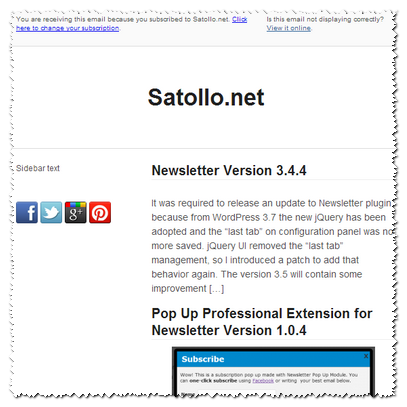 You are receiving this email because you subscribed to Satollo.net. Click
here to change your subscription.
Is this email not displaying correctly?
View it online.
Satollo.net
Sidebar text
Newsletter Version 3.4.4
It was required to release an update to Newsletter plugin
because from WordPress 3.7 the new jQuery has been
adopted and the "last tab" on configuration panel was no
more saved. jQuery UI removed the "last tab"
management, so I introduced a patch to add that
behavior again. The version 3.5 will contain some
improvement […]
Pop Up Professional Extension for
Newsletter Version 1.0.4
Subscribe
x
Wow! This is a subscription pop up made with Newsletter Pop Up Module. You
can one-click subscribe using Facebook or writing your best email below.